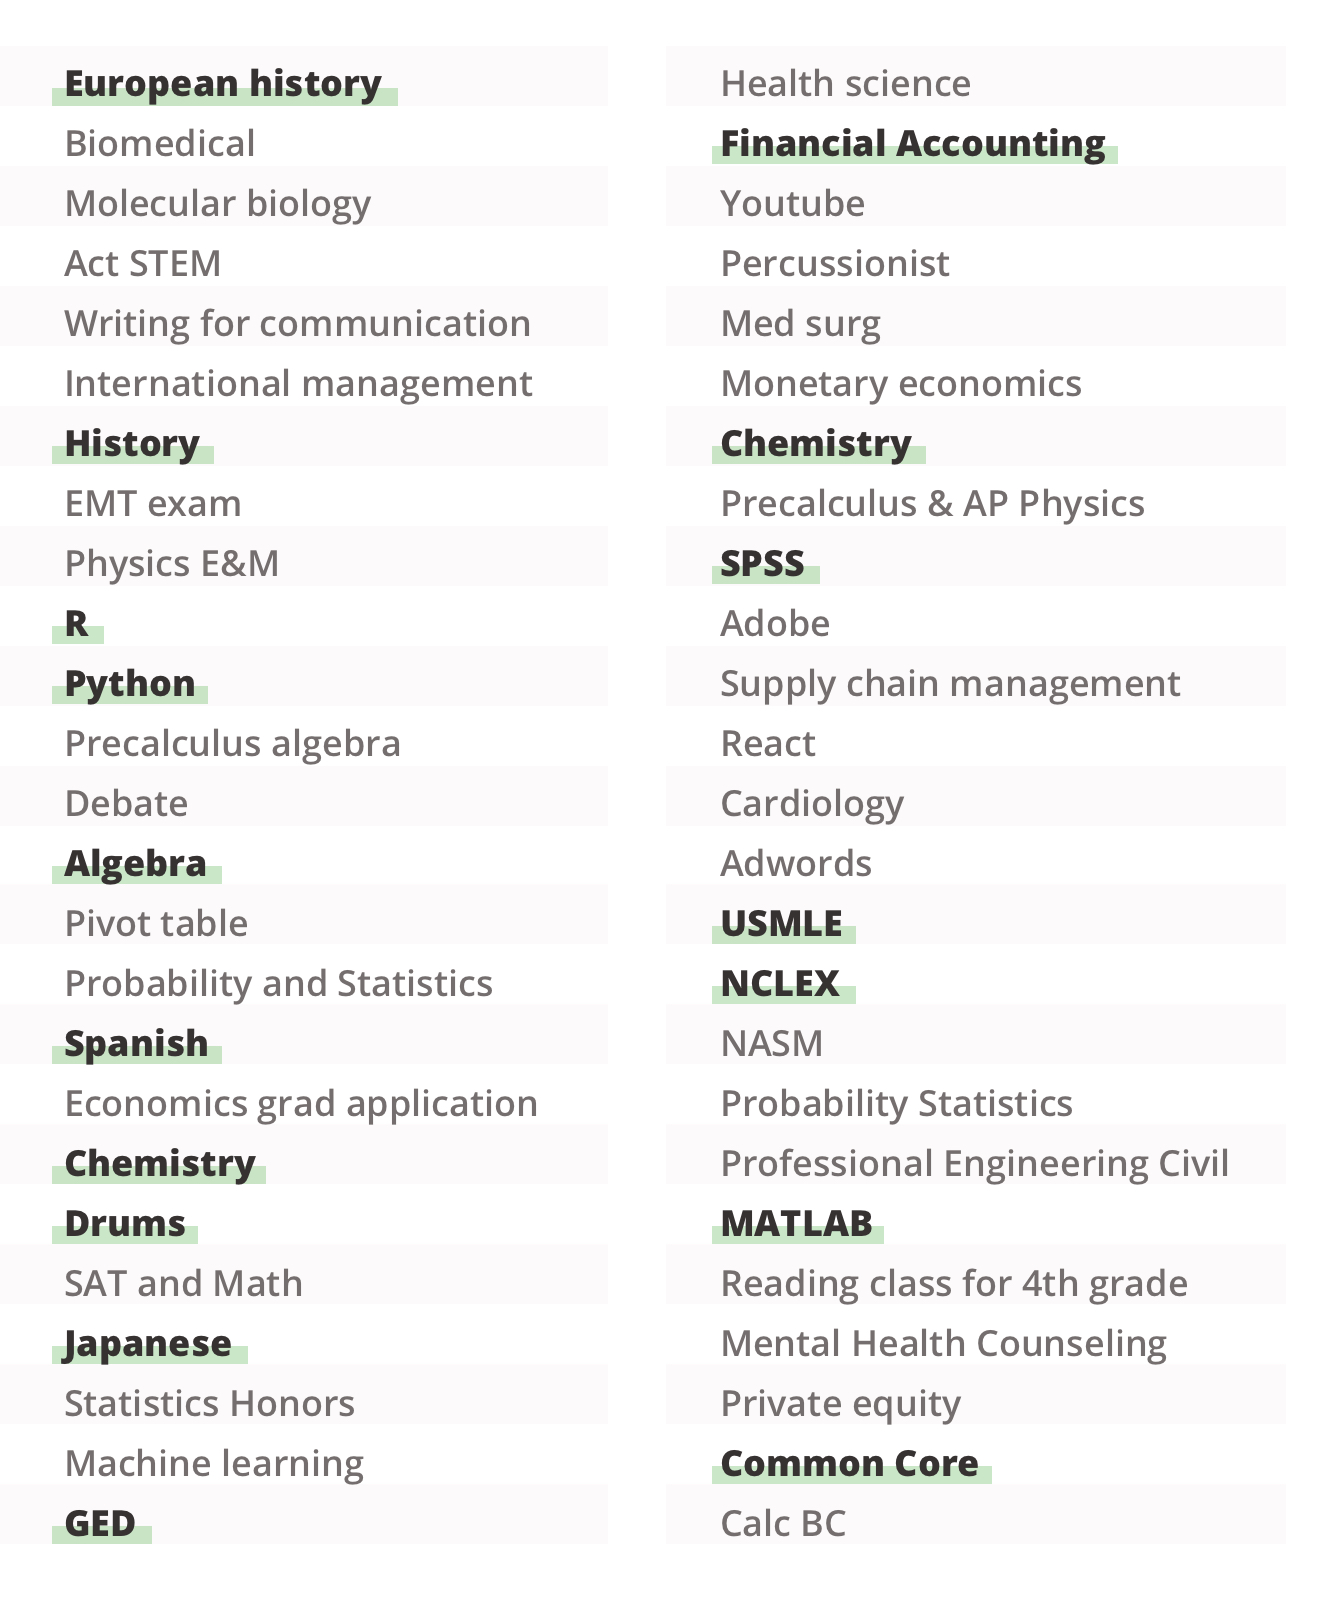 European history
Biomedical
Molecular biology
Act STEM
Writing for communication
International management
History
EMT exam
Physics E&M
R
Python
Precalculus algebra
Debate
Algebra
Pivot table
Probability and Statistics
Spanish
Economics grad application
Chemistry
Drums
SAT and Math
Japanese
Statistics Honors
Machine learning
GED
Health science
Financial Accounting
Youtube
Percussionist
Med surg
Monetary economics
Chemistry
Precalculus & AP Physics
SPSS
Adobe
Supply chain management
React
Cardiology
Adwords
USMLE
NCLEX
NASM
Probability Statistics
Professional Engineering Civil
MATLAB
Reading class for 4th grade
Mental Health Counseling
Private equity
Common Core
Calc BC